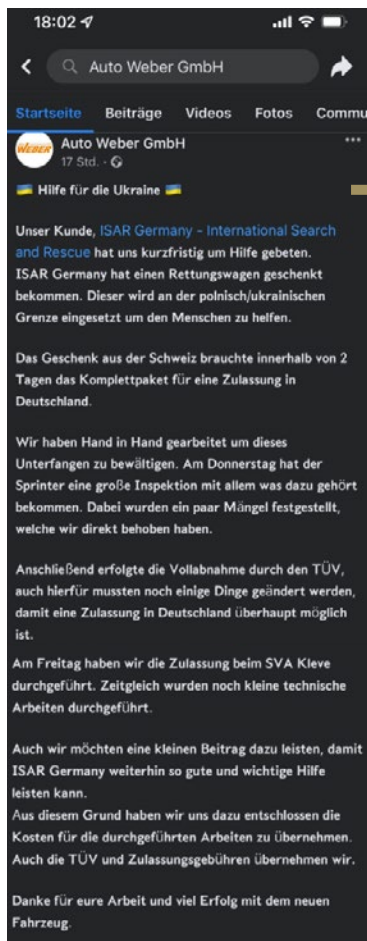 18:02
Auto Weber GmbH
Startseite Beiträge Videos Fotos Commu
WEBER
Auto Weber GmbH
17 Std. ·
Hilfe für die Ukraine
Unser Kunde, ISAR Germany - International Search
and Rescue hat uns kurzfristig um Hilfe gebeten.
ISAR Germany hat einen Rettungswagen geschenkt
bekommen. Dieser wird an der polnisch/ukrainischen
Grenze eingesetzt um den Menschen zu helfen.
Das Geschenk aus der Schweiz brauchte innerhalb von 2
Tagen das Komplettpaket für eine Zulassung in
Deutschland.
Wir haben Hand in Hand gearbeitet um dieses
Unterfangen zu bewältigen. Am Donnerstag hat der
Sprinter eine große Inspektion mit allem was dazu gehört
bekommen. Dabei wurden ein paar Mängel festgestellt,
welche wir direkt behoben haben.
Anschließend erfolgte die Vollabnahme durch den TÜV,
auch hierfür mussten noch einige Dinge geändert werden,
damit eine Zulassung in Deutschland überhaupt möglich
ist.
Am Freitag haben wir die Zulassung beim SVA Kleve
durchgeführt. Zeitgleich wurden noch kleine technische
Arbeiten durchgeführt.
Auch wir möchten eine kleinen Beitrag dazu leisten, damit
ISAR Germany weiterhin so gute und wichtige Hilfe
leisten kann.
Aus diesem Grund haben wir uns dazu entschlossen die
Kosten für die durchgeführten Arbeiten zu übernehmen.
Auch die TÜV und Zulassungsgebühren übernehmen wir.
Danke für eure Arbeit und viel Erfolg mit dem neuen
Fahrzeug.